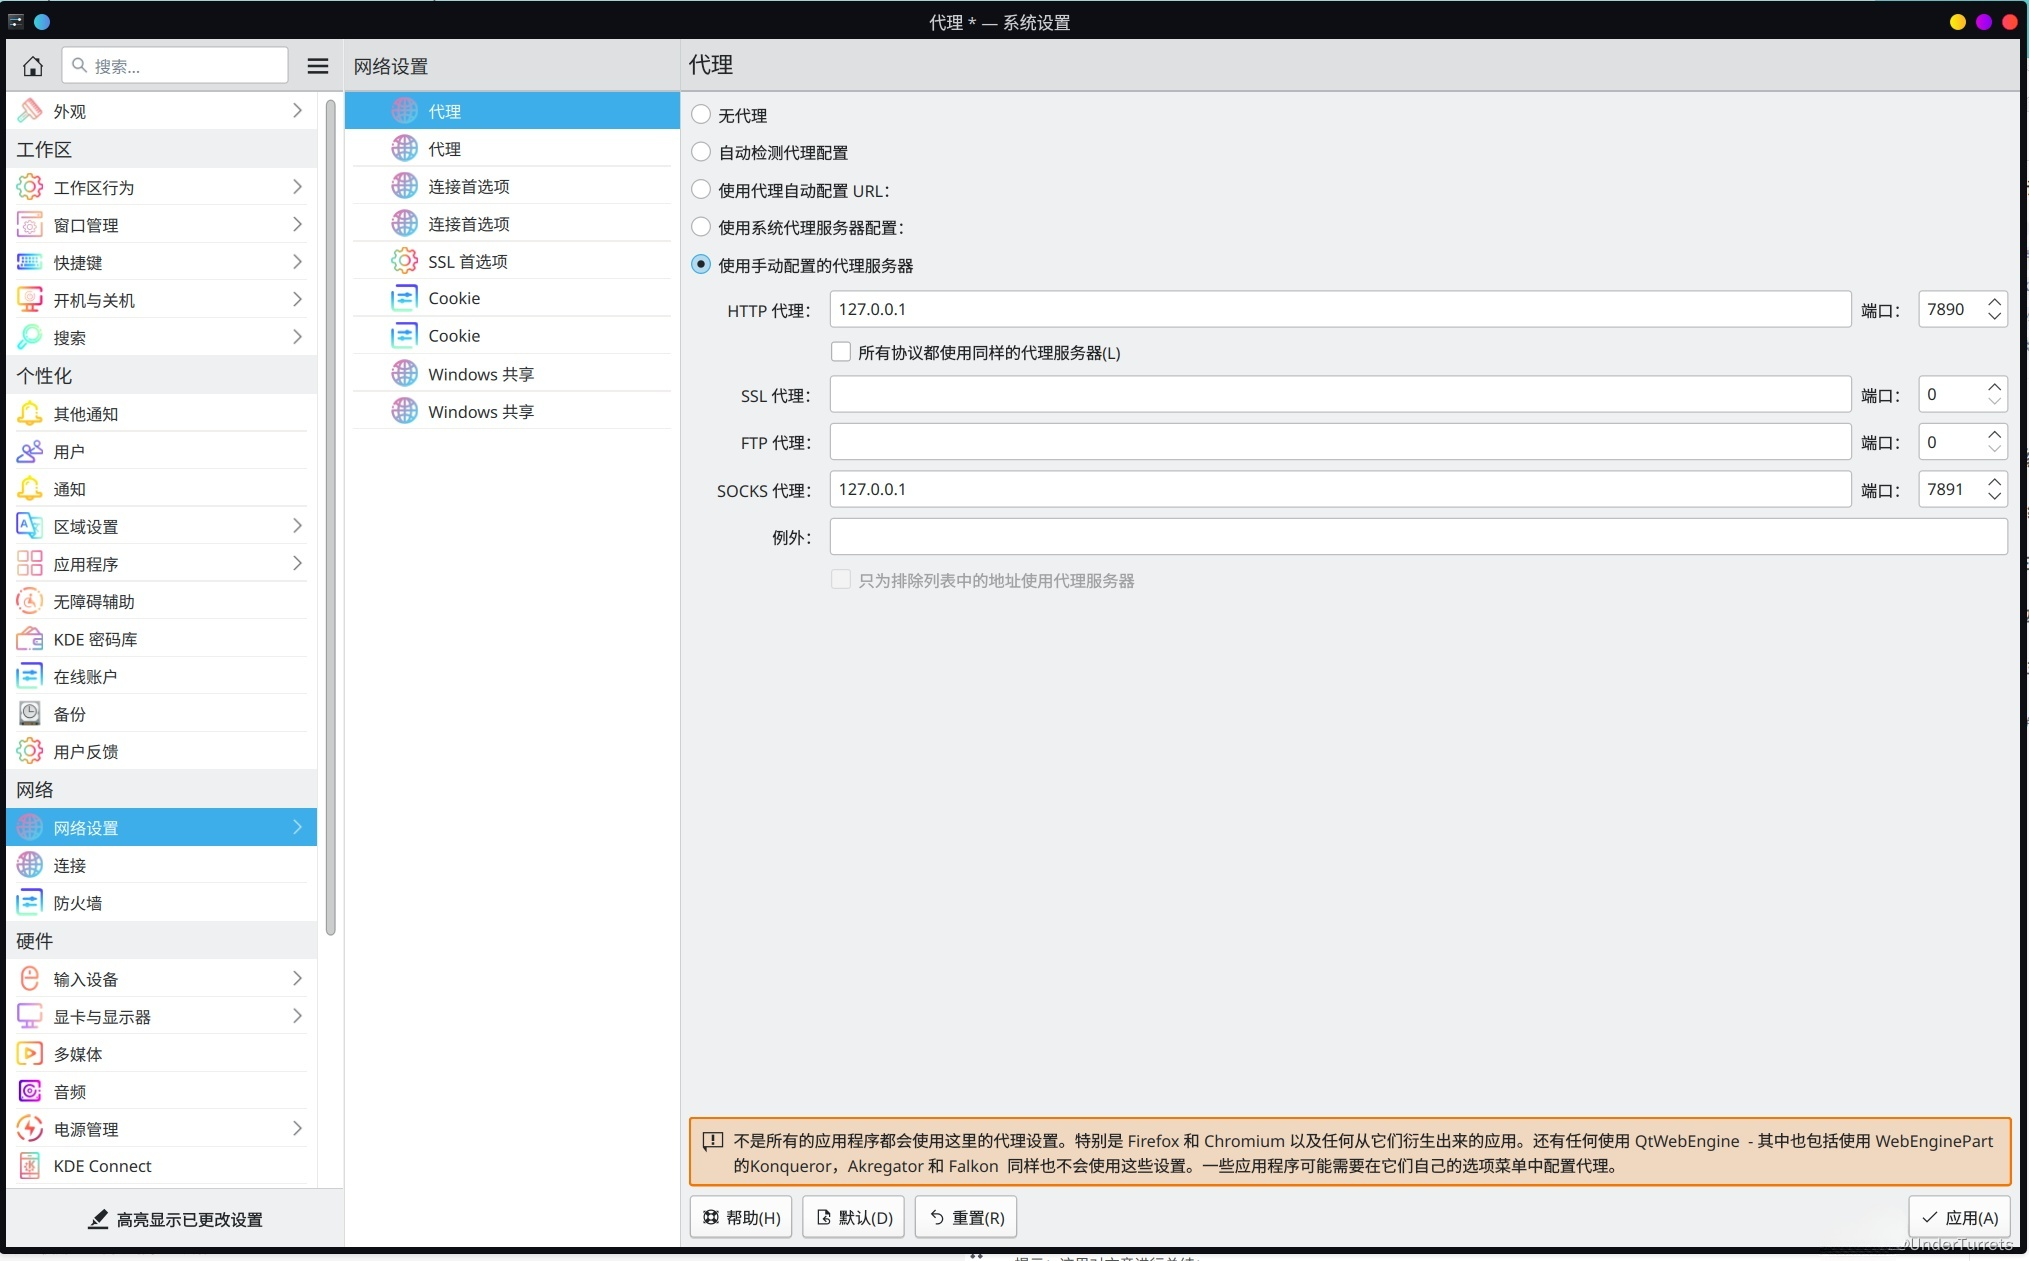 代理 * — 系统设置
搜索...
外观
工作区
工作区行为
窗口管理
快捷键
开机与关机
搜索
个性化
其他通知
用户
通知
区域设置
应用程序
无障碍辅助
KDE 密码库
在线账户
备份
用户反馈
网络
网络设置
连接
防火墙
硬件
输入设备
显卡与显示器
多媒体
音频
电源管理
KDE Connect
高亮显示已更改设置
网络设置
代理
代理
连接首选项
连接首选项
SSL 首选项
Cookie
Cookie
Windows 共享
Windows 共享
代理
无代理
自动检测代理配置
使用代理自动配置 URL：
使用系统代理服务器配置：
使用手动配置的代理服务器
HTTP 代理： 127.0.0.1 端口： 7890
所有协议都使用同样的代理服务器(L)
SSL 代理： 端口： 0
FTP 代理： 端口： 0
SOCKS 代理： 127.0.0.1 端口： 7891
例外：
只为排除列表中的地址使用代理服务器
不是所有的应用程序都会使用这里的代理设置。特别是 Firefox 和 Chromium 以及任何从它们衍生出来的应用。还有任何使用 QtWebEngine - 其中也包括使用 WebEnginePart
的Konqueror，Akregator 和 Falkon 同样也不会使用这些设置。一些应用程序可能需要在它们自己的选项菜单中配置代理。
帮助(H) 默认(D) 重置(R) 应用(A)
@UnderTurrets